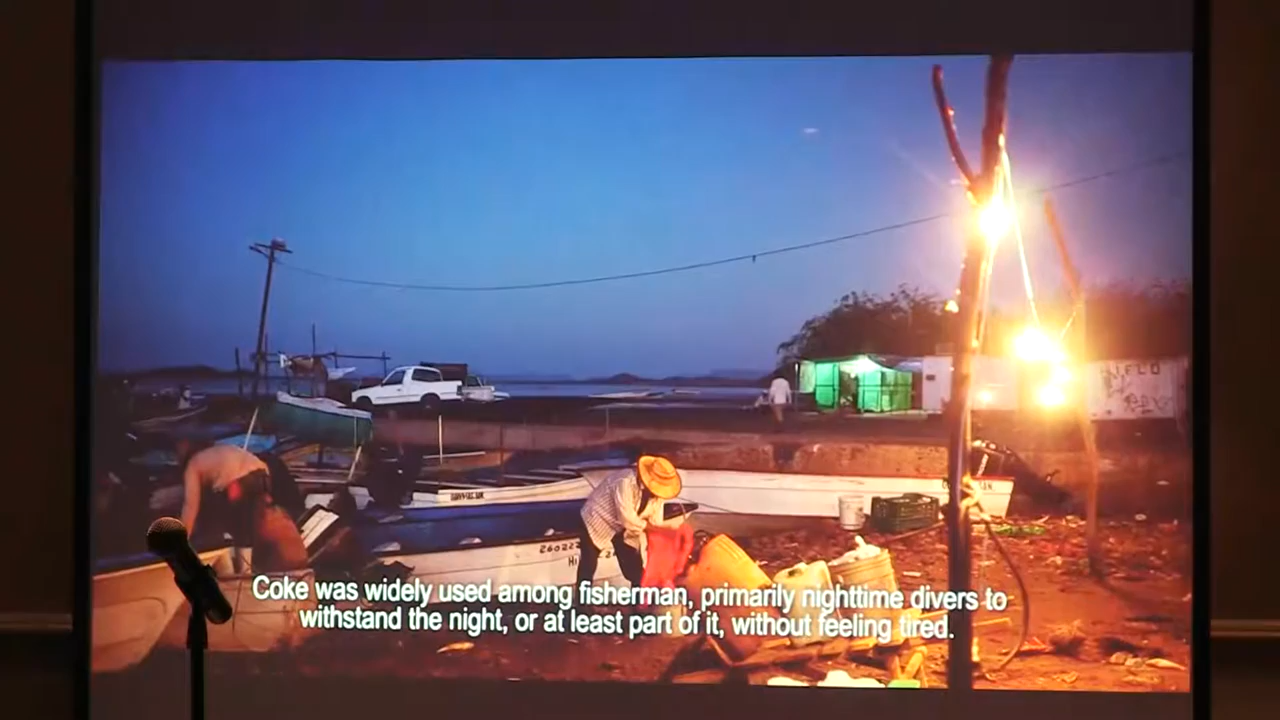 HIFLO
Coke was widely used among fisherman, primarily nighttime divers to
withstand the night, or at least part of it, without feeling tired.